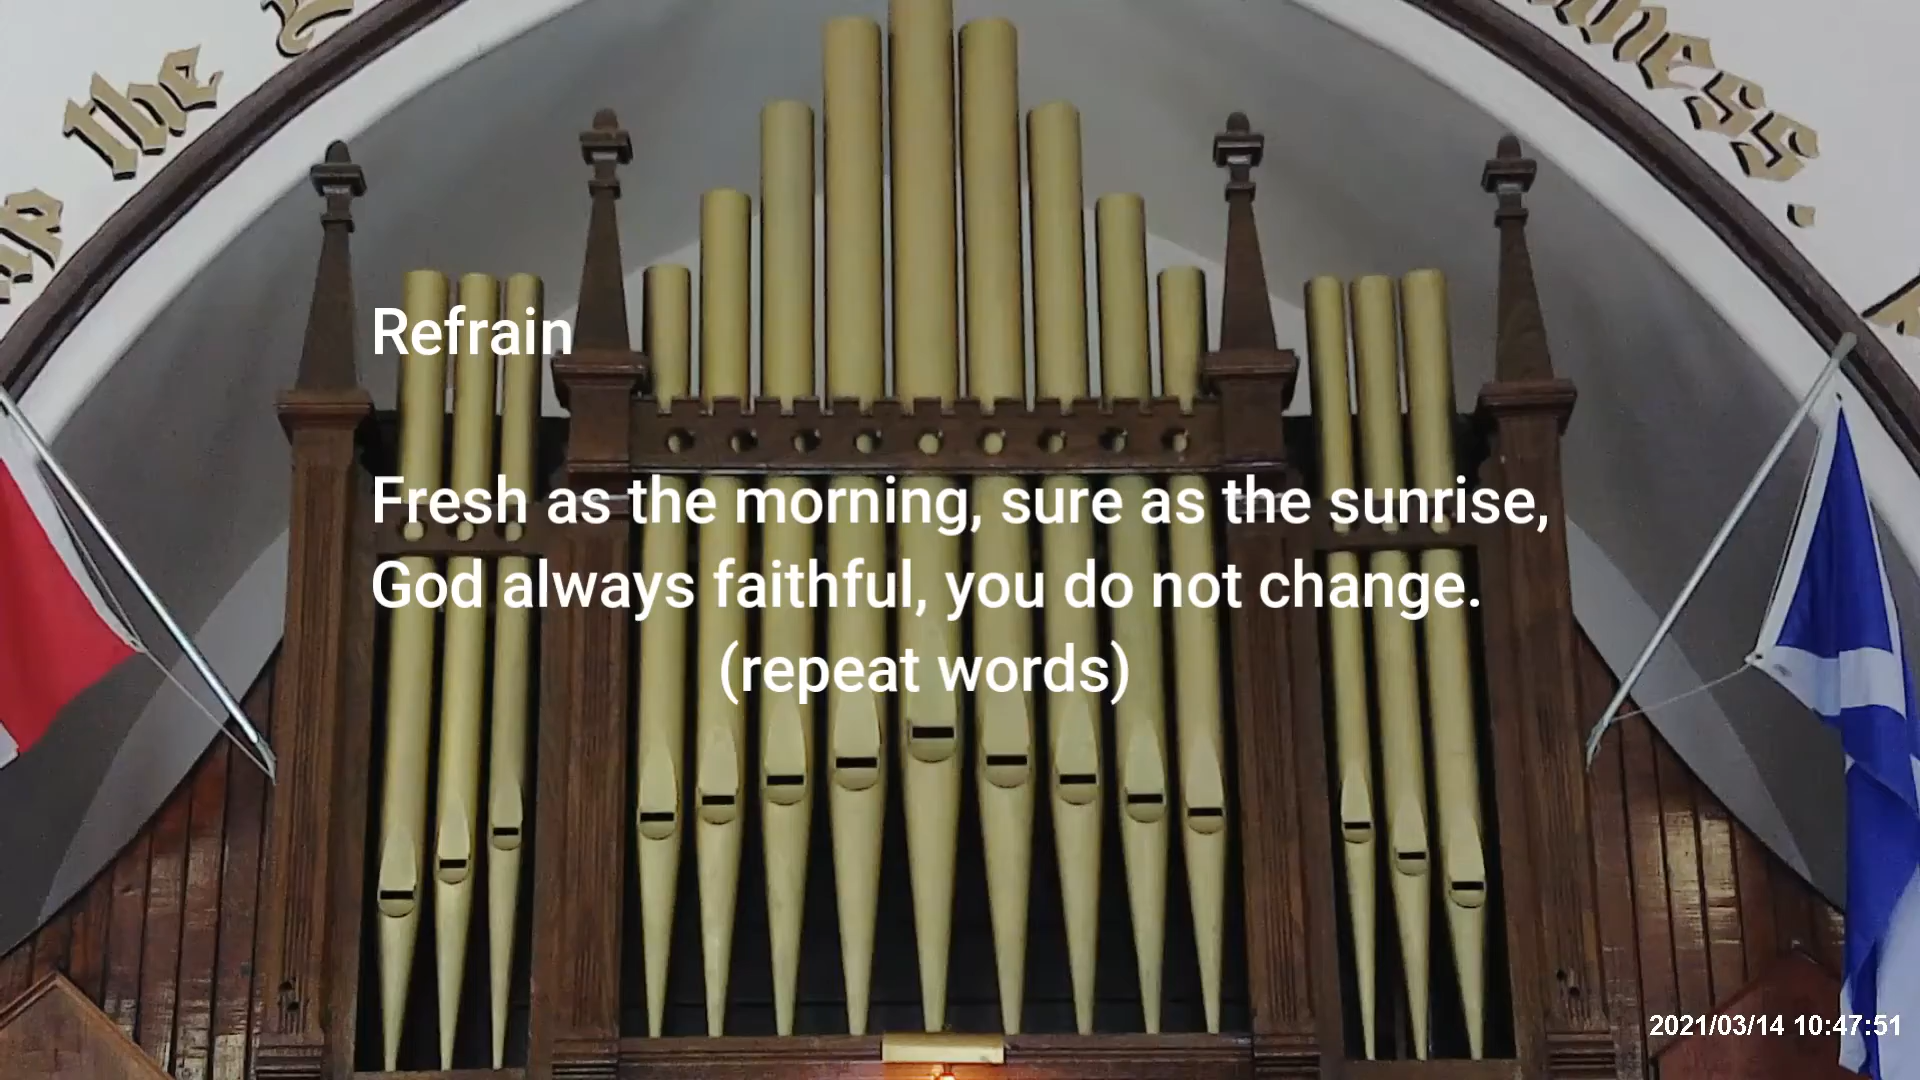 the
Refrain
Fresh as the morning, sure as the sunrise,
God always faithful, you do not change.
(repeat words)
2021/03/14 10:47:51